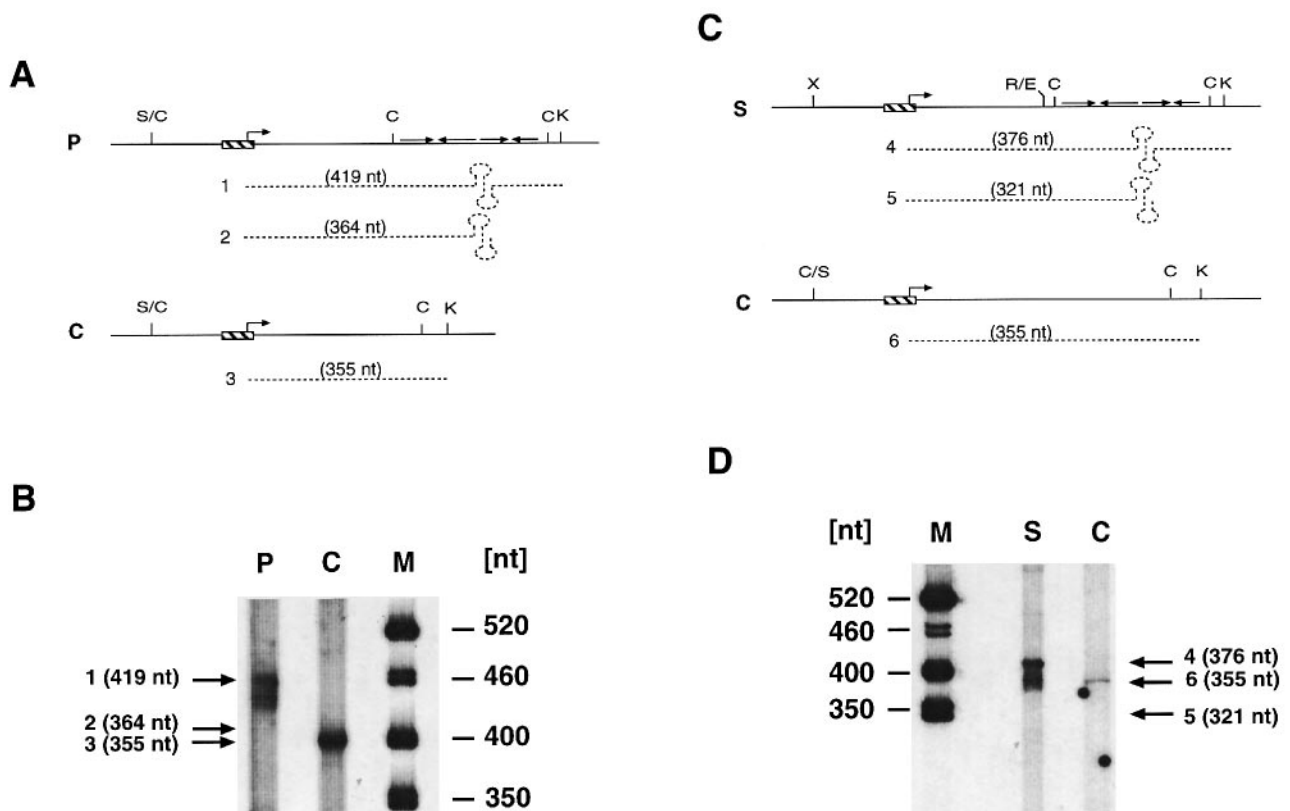 A
S/C
C
C K
P
1
(419 nt)
2
(364 nt)
S/C
C
K
C
3
(355 nt)
C
X
R/E
C
C K
S
4
(376 nt)
5
(321 nt)
C/S
C
K
C
6
(355 nt)
B
P
C
M
[nt]
520
460
400
350
1 (419 nt)
2 (364 nt)
3 (355 nt)
D
[nt]
M
S
C
520
460
400
350
4 (376 nt)
6 (355 nt)
5 (321 nt)